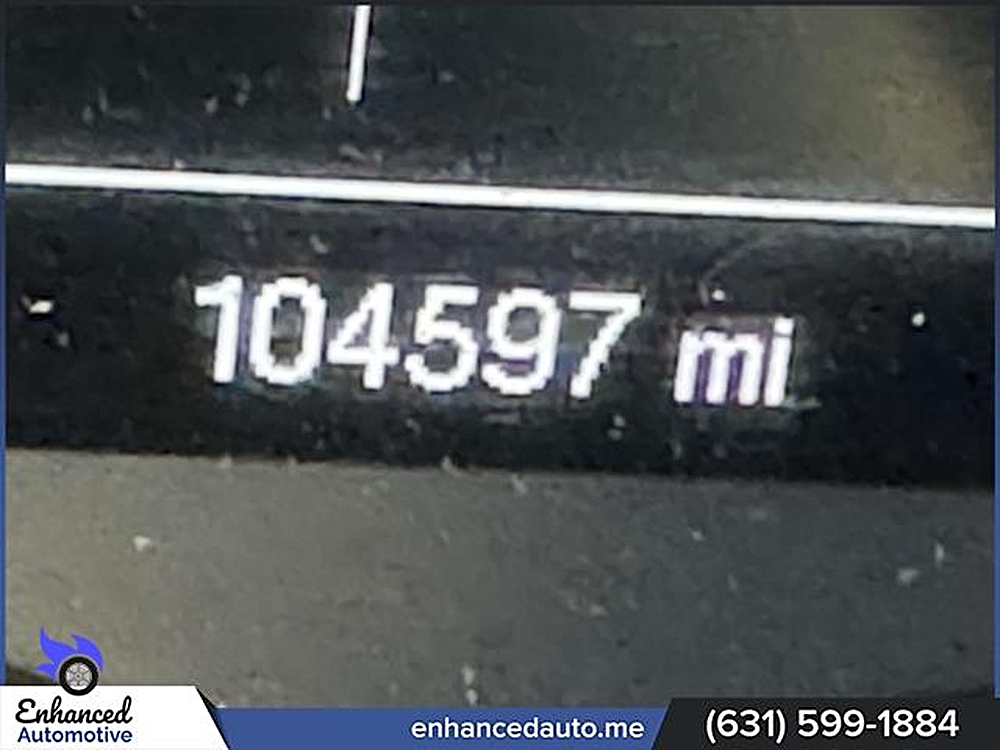 104597 mi
Enhanced
Automotive
enhancedauto.me
(631) 599-1884